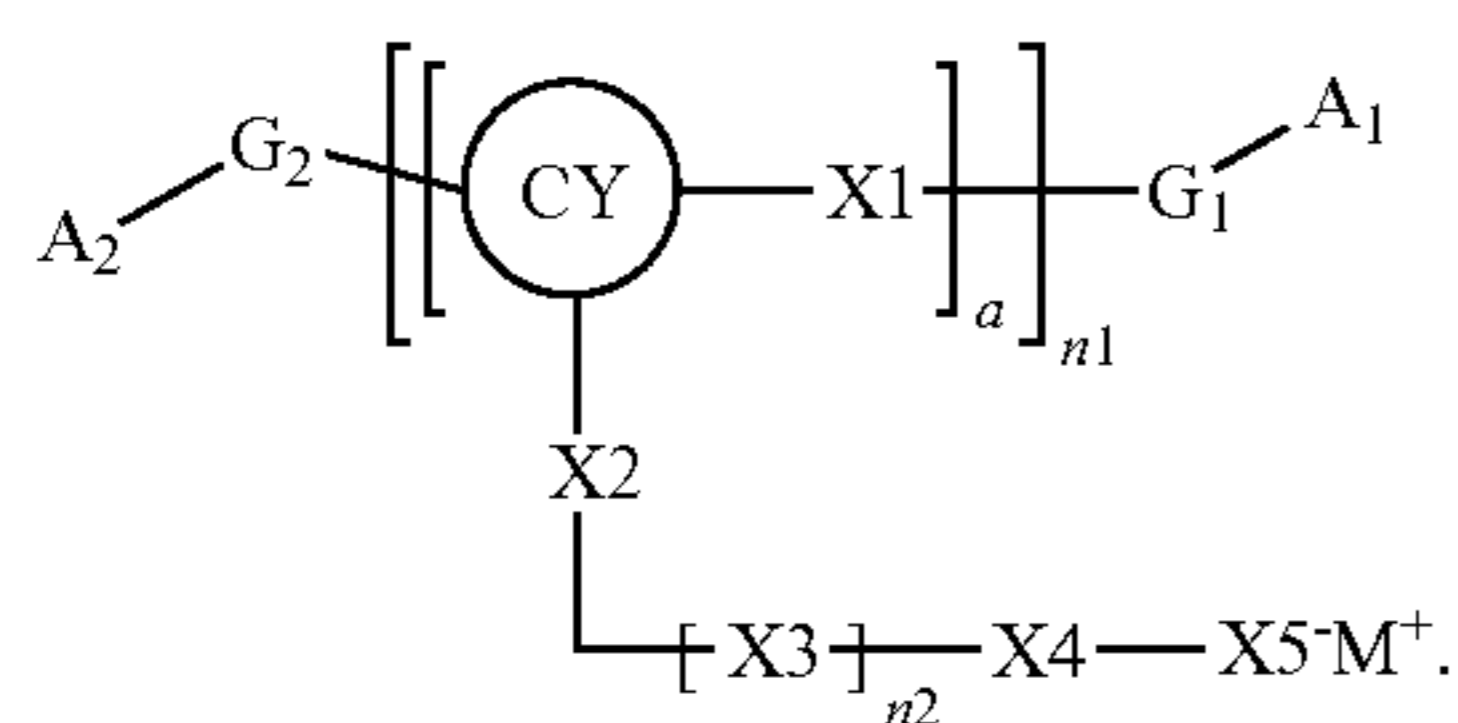 A₂ G₂ [[ CY X1 ]ₐ ]ₙ₁ G₁ A₁
X2
[ X3 ]ₙ₂ X4 X5⁻M⁺.